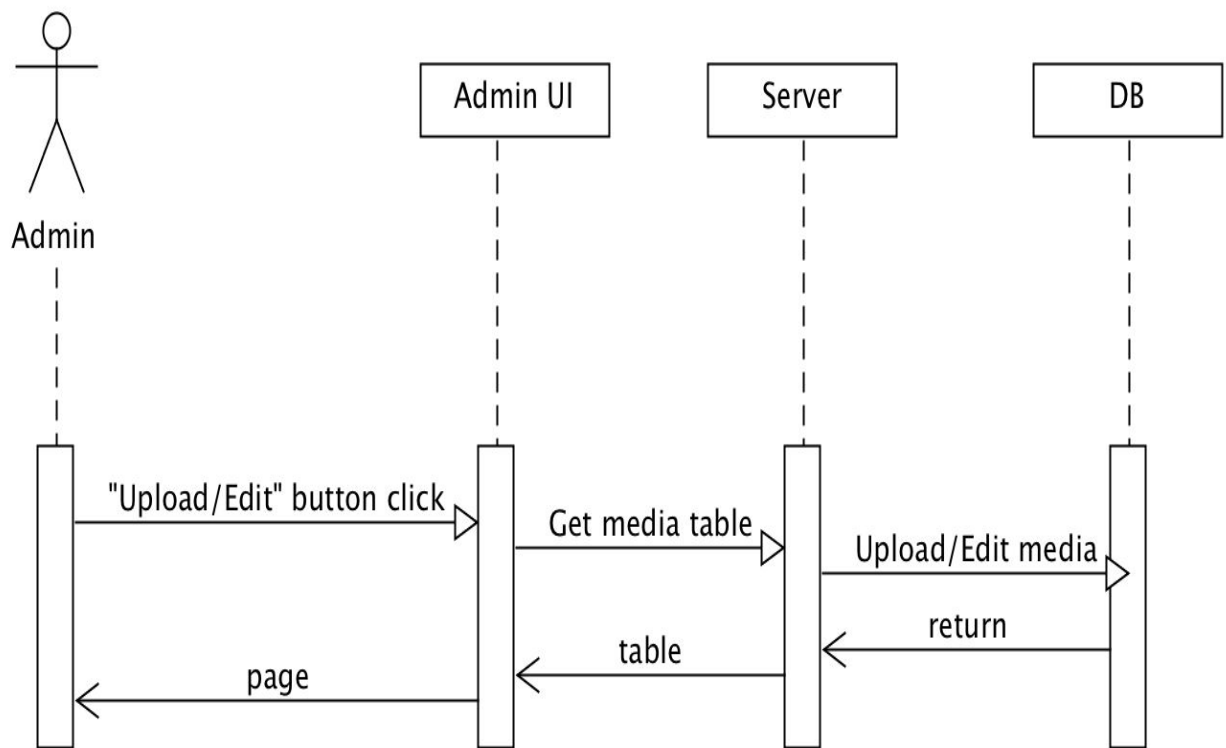 Admin UI
Server
DB
Admin
"Upload/Edit" button click
Get media table
Upload/Edit media
return
table
page